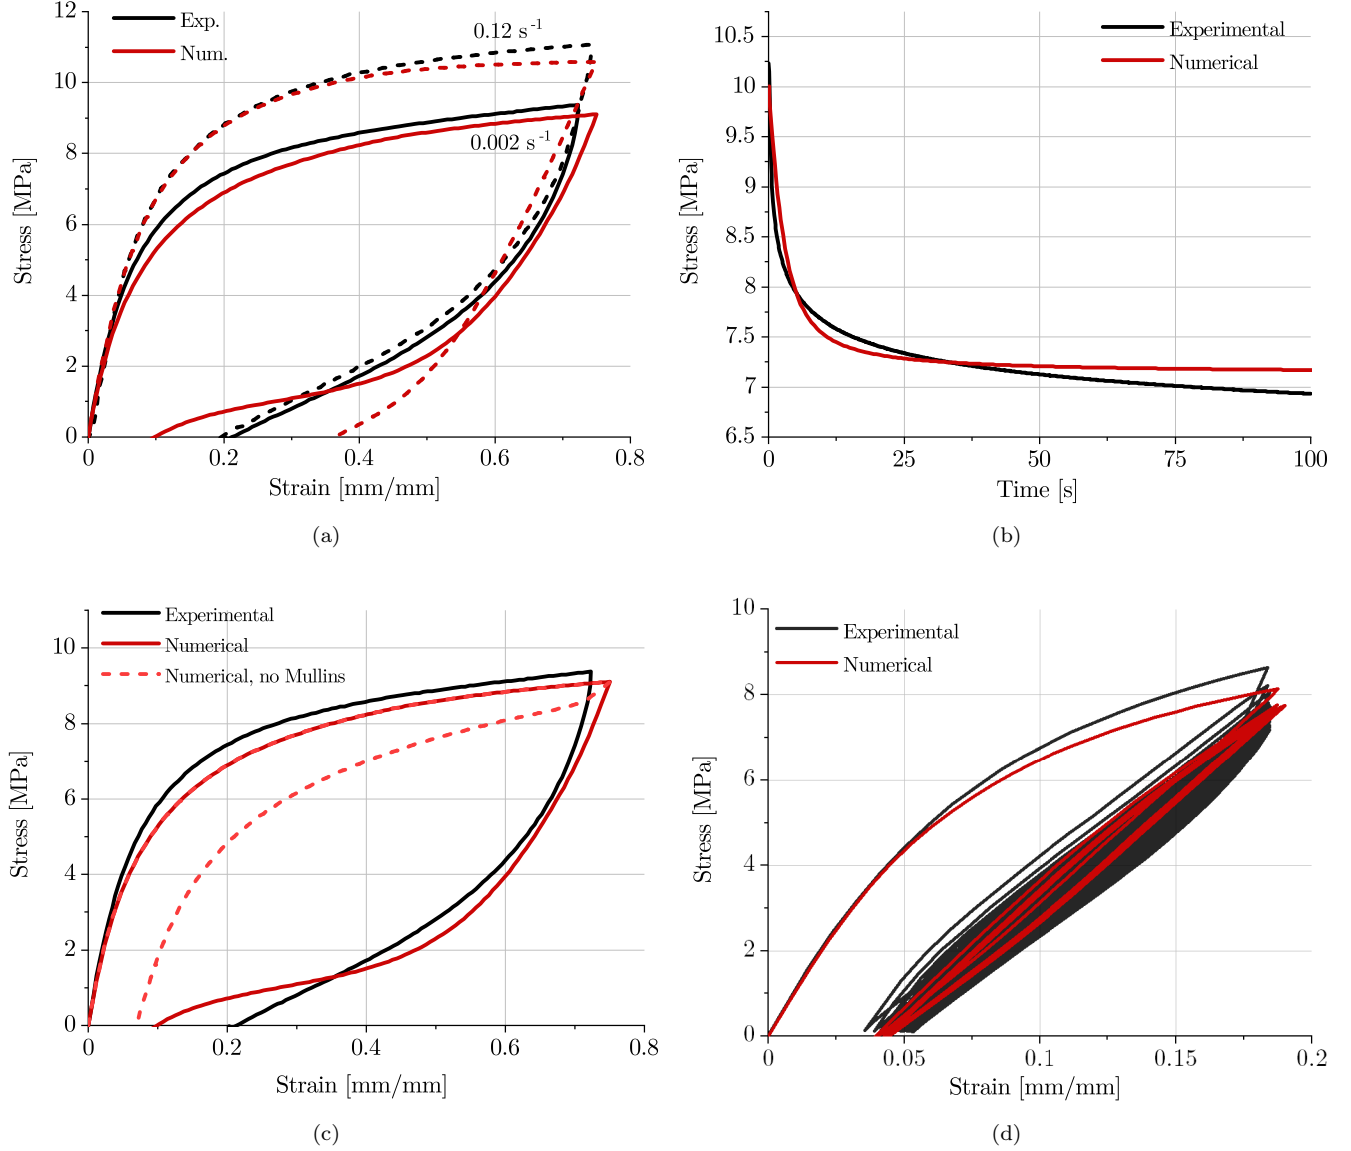 12
10
8
6
4
2
0
Stress [MPa]
Exp.
Num.
0.12 s⁻¹
0.002 s⁻¹
0 0.2 0.4 0.6 0.8
Strain [mm/mm]
(a)
10.5
10
9.5
9
8.5
8
7.5
7
6.5
Stress [MPa]
Experimental
Numerical
0 25 50 75 100
Time [s]
(b)
10
8
6
4
2
0
Stress [MPa]
Experimental
Numerical
Numerical, no Mullins
0 0.2 0.4 0.6 0.8
Strain [mm/mm]
(c)
10
8
6
4
2
0
Stress [MPa]
Experimental
Numerical
0 0.05 0.1 0.15 0.2
Strain [mm/mm]
(d)